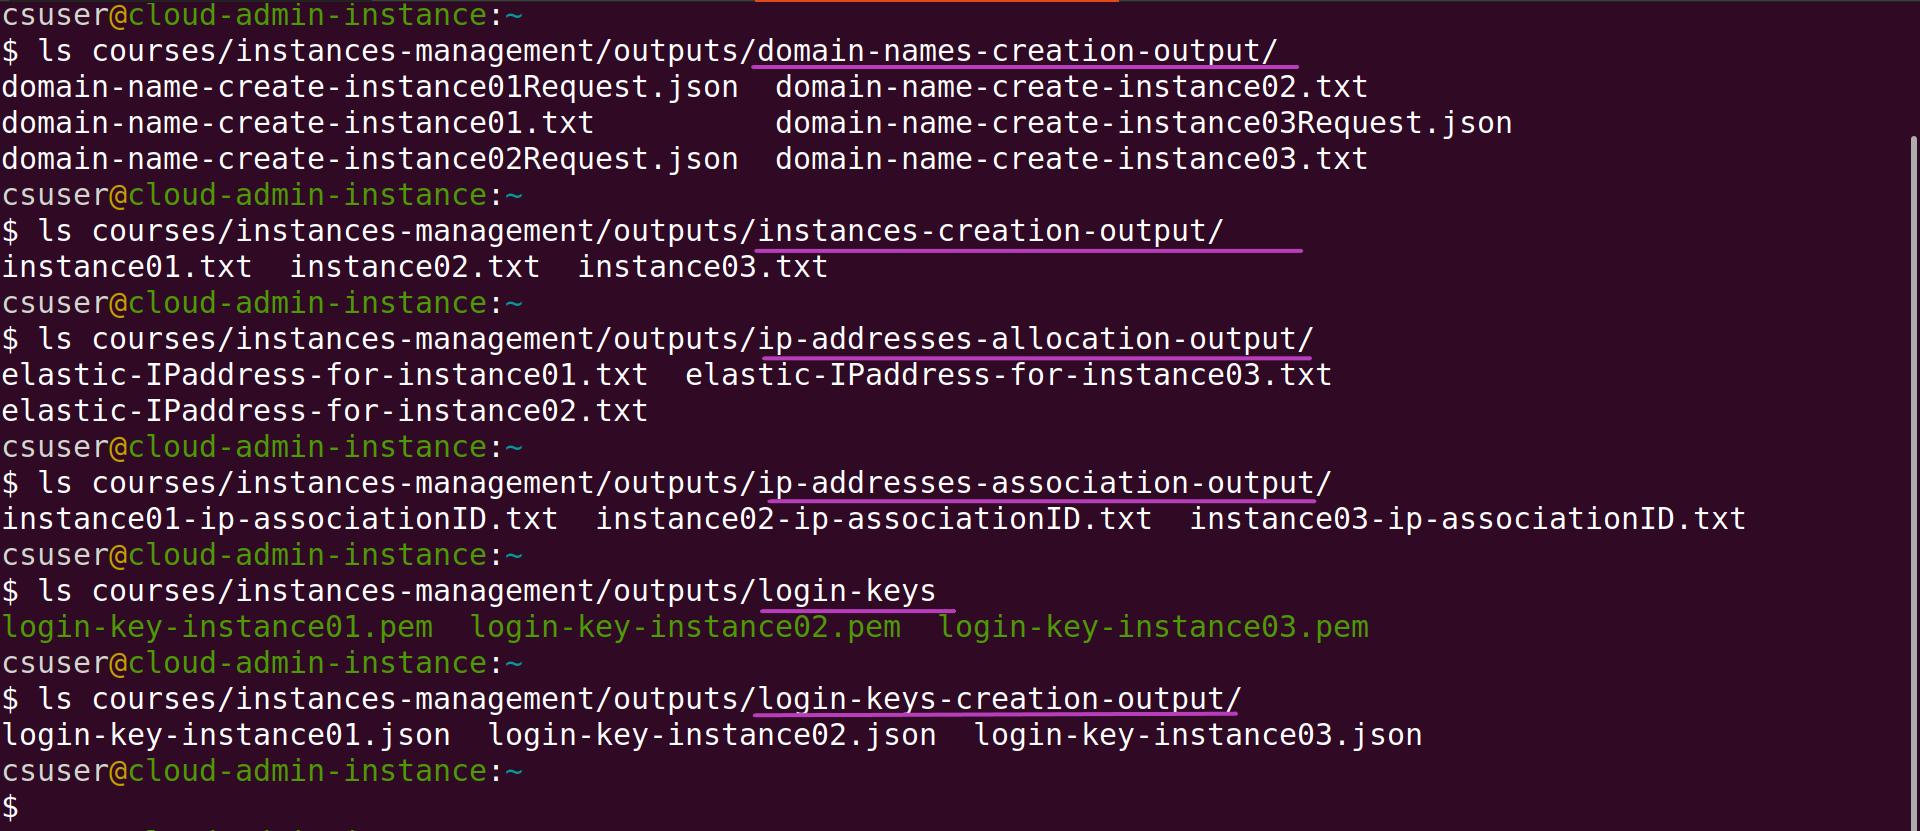 csuser@cloud-admin-instance:~
$ ls courses/instances-management/outputs/domain-names-creation-output/
domain-name-create-instance01Request.json  domain-name-create-instance02.txt
domain-name-create-instance01.txt          domain-name-create-instance03Request.json
domain-name-create-instance02Request.json  domain-name-create-instance03.txt
csuser@cloud-admin-instance:~
$ ls courses/instances-management/outputs/instances-creation-output/
instance01.txt  instance02.txt  instance03.txt
csuser@cloud-admin-instance:~
$ ls courses/instances-management/outputs/ip-addresses-allocation-output/
elastic-IPaddress-for-instance01.txt  elastic-IPaddress-for-instance03.txt
elastic-IPaddress-for-instance02.txt
csuser@cloud-admin-instance:~
$ ls courses/instances-management/outputs/ip-addresses-association-output/
instance01-ip-associationID.txt  instance02-ip-associationID.txt  instance03-ip-associationID.txt
csuser@cloud-admin-instance:~
$ ls courses/instances-management/outputs/login-keys
login-key-instance01.pem  login-key-instance02.pem  login-key-instance03.pem
csuser@cloud-admin-instance:~
$ ls courses/instances-management/outputs/login-keys-creation-output/
login-key-instance01.json  login-key-instance02.json  login-key-instance03.json
csuser@cloud-admin-instance:~
$